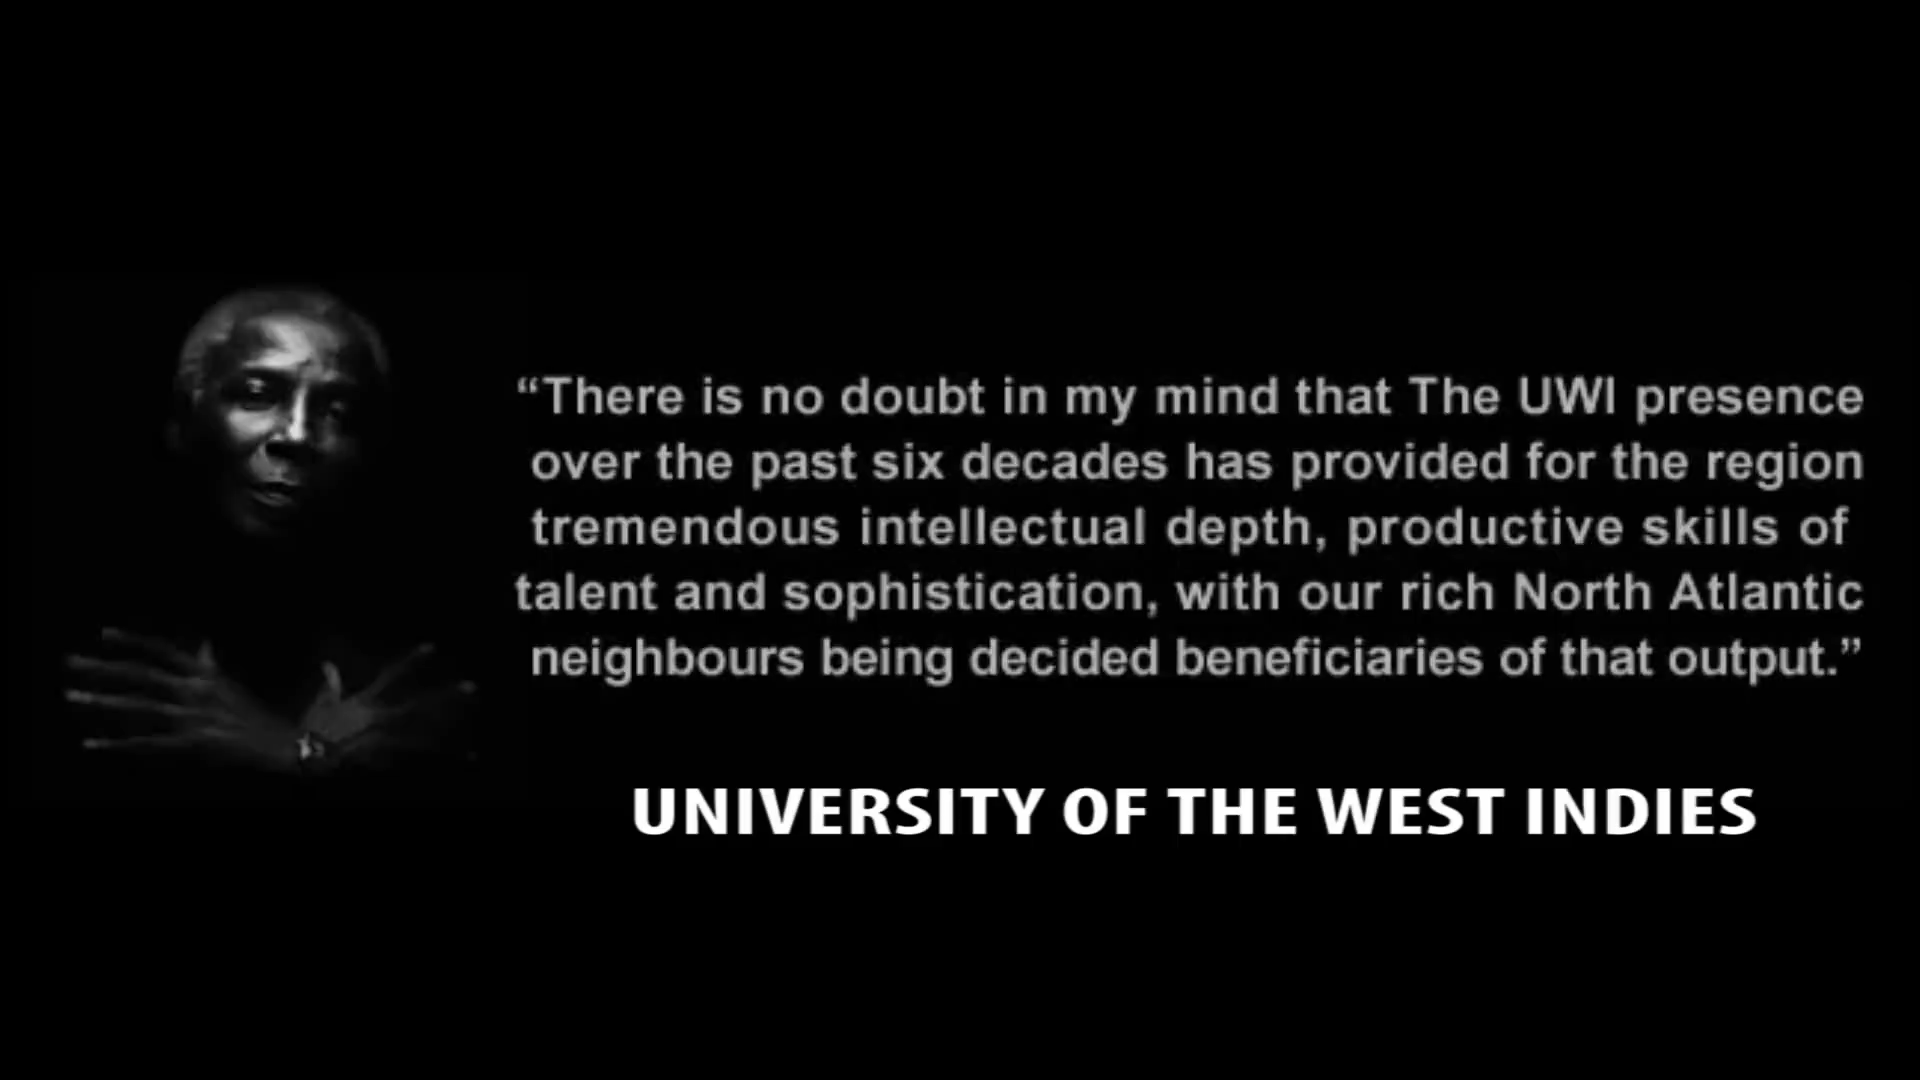 “There is no doubt in my mind that The UWI presence
over the past six decades has provided for the region
tremendous intellectual depth, productive skills of
talent and sophistication, with our rich North Atlantic
neighbours being decided beneficiaries of that output.”
UNIVERSITY OF THE WEST INDIES